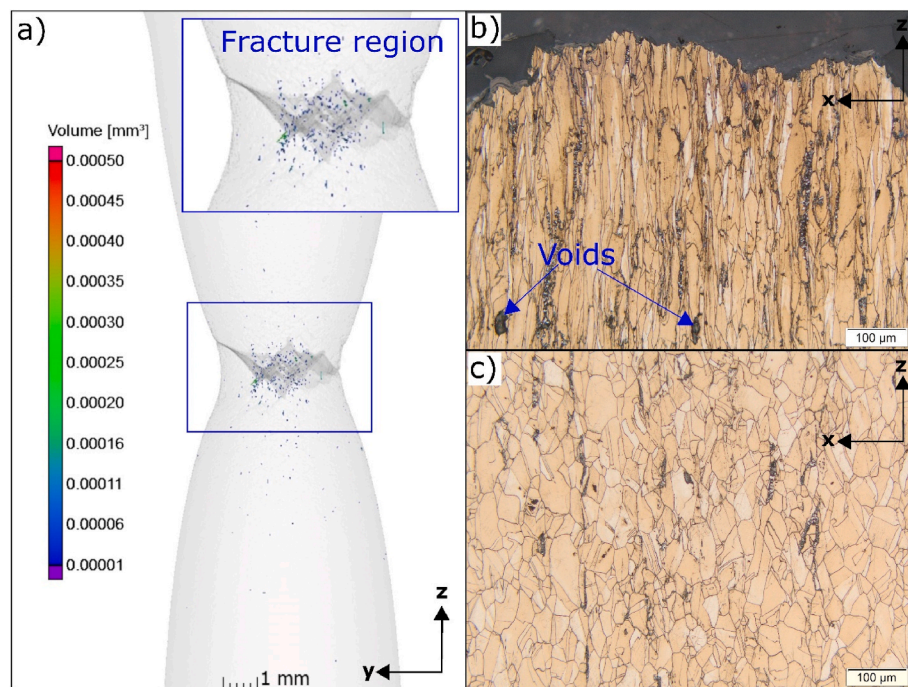 a)
Fracture region
Volume [mm³]
0.00050
0.00045
0.00040
0.00035
0.00030
0.00025
0.00020
0.00016
0.00011
0.00006
0.00001
z
y
1 mm
b)
z
x
Voids
100 µm
c)
z
x
100 µm